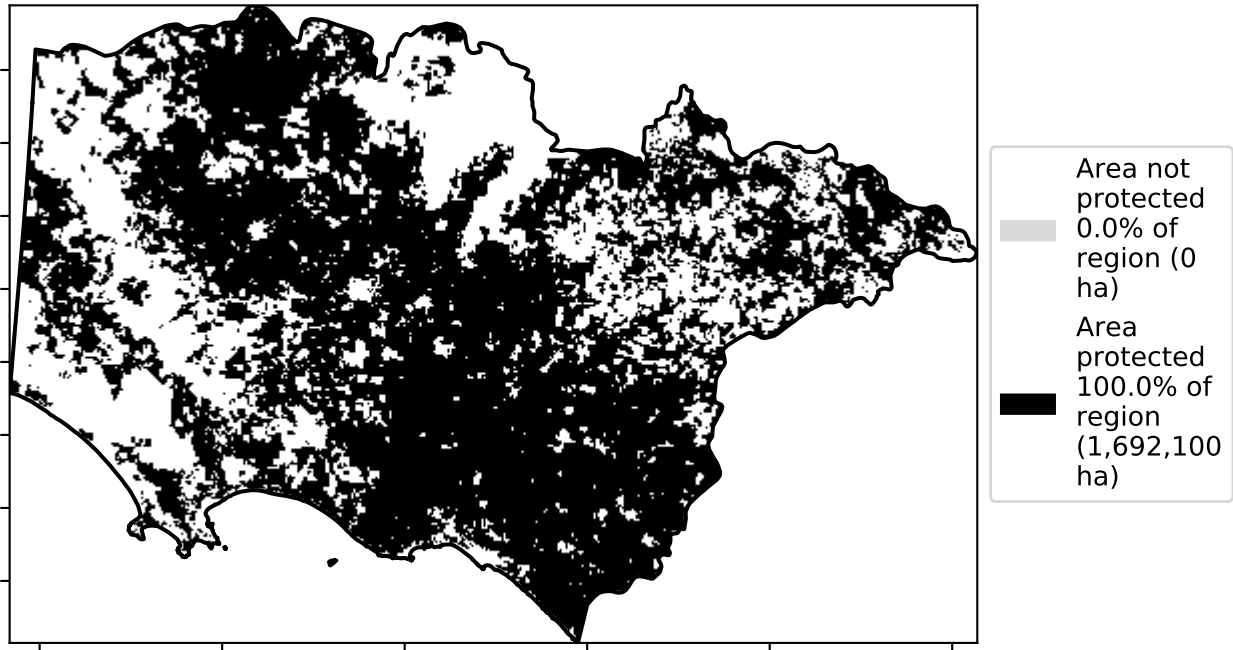 Area not
protected
0.0% of
region (0
ha)
Area
protected
100.0% of
region
(1,692,100
ha)